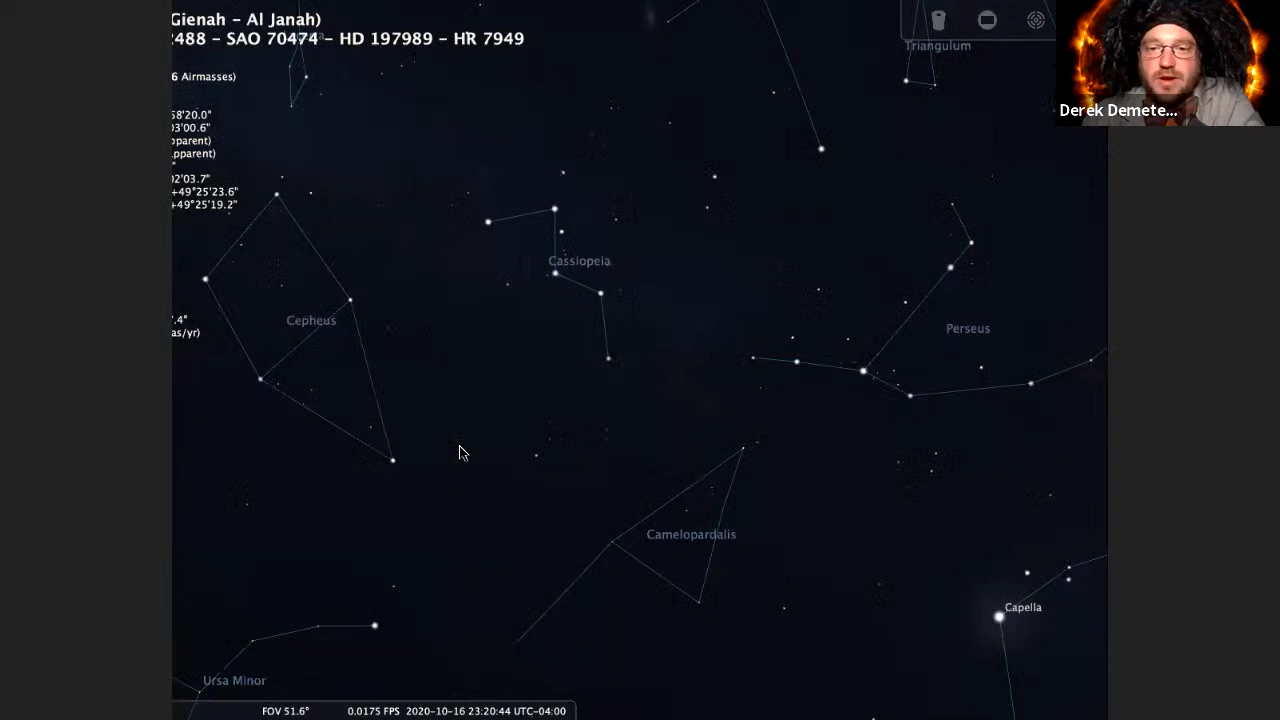 Gienah - Al Janah)
2488 - SAO 70474 - HD 197989 - HR 7949
6 Airmasses)
58'20.0"
03'00.6"
pparent)
apparent)
"
02'03.7"
+49°25'23.6"
+49°25'19.2"
7.4°
as/yr)
Triangulum
Derek Demete...
Cassiopeia
Cepheus
Perseus
Camelopardalis
Capella
Ursa Minor
FOV 51.6° 0.0175 FPS 2020-10-16 23:20:44 UTC-04:00